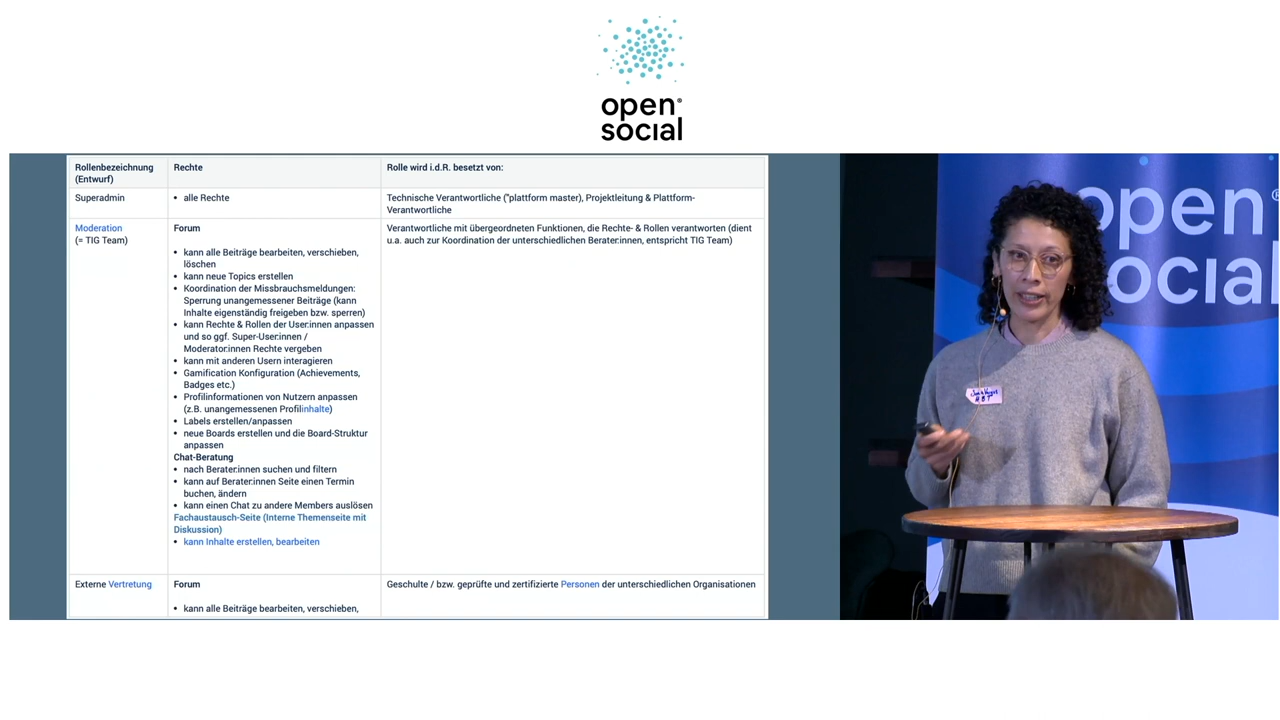 open®
social
Rollenbezeichnung
(Entwurf)
Rechte
Rolle wird i.d.R. besetzt von:
Superadmin
• alle Rechte
Technische Verantwortliche ("plattform master), Projektleitung & Plattform-
Verantwortliche
Moderation
(= TIG Team)
Forum
• kann alle Beiträge bearbeiten, verschieben,
löschen
• kann neue Topics erstellen
• Koordination der Missbrauchsmeldungen:
Sperrung unangemessener Beiträge (kann
Inhalte eigenständig freigeben bzw. sperren)
• kann Rechte & Rollen der User:innen anpassen
und so ggf. Super-User:innen /
Moderator:innen Rechte vergeben
• kann mit anderen Usern interagieren
• Gamification Konfiguration (Achievements,
Badges etc.)
• Profilinformationen von Nutzern anpassen
(z.B. unangemessenen Profilinhalte)
• Labels erstellen/anpassen
• neue Boards erstellen und die Board-Struktur
anpassen
Chat-Beratung
• nach Berater:innen suchen und filtern
• kann auf Berater:innen Seite einen Termin
buchen, ändern
• kann einen Chat zu andere Members auslösen
Fachaustausch-Seite (Interne Themenseite mit
Diskussion)
• kann Inhalte erstellen, bearbeiten
Verantwortliche mit übergeordneten Funktionen, die Rechte- & Rollen verantworten (dient
u.a. auch zur Koordination der unterschiedlichen Berater:innen, entspricht TIG Team)
Externe Vertretung
Forum
• kann alle Beiträge bearbeiten, verschieben,
Geschulte / bzw. geprüfte und zertifizierte Personen der unterschiedlichen Organisationen
open®
social